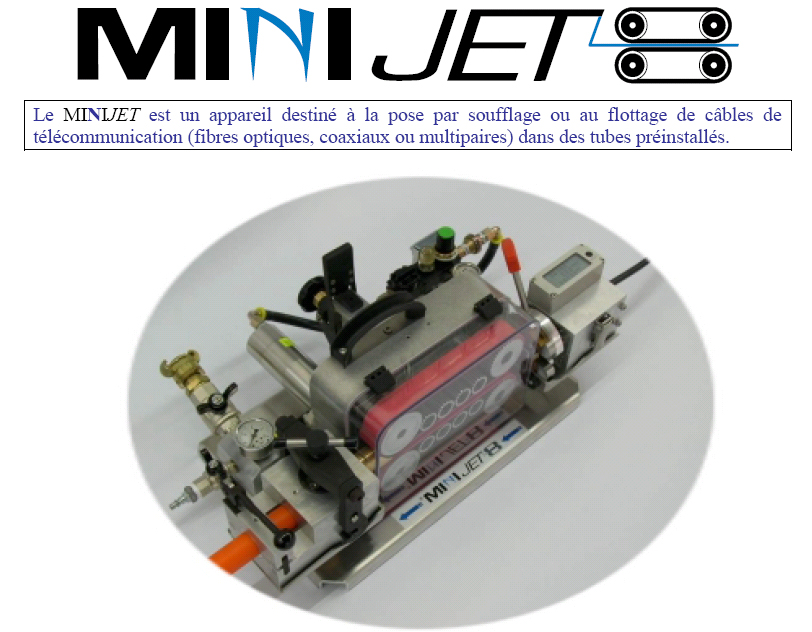 MINIJET
Le MINIJET est un appareil destiné à la pose par soufflage ou au flottage de câbles de
télécommunication (fibres optiques, coaxiaux ou multipaires) dans des tubes préinstallés.
MINIJET